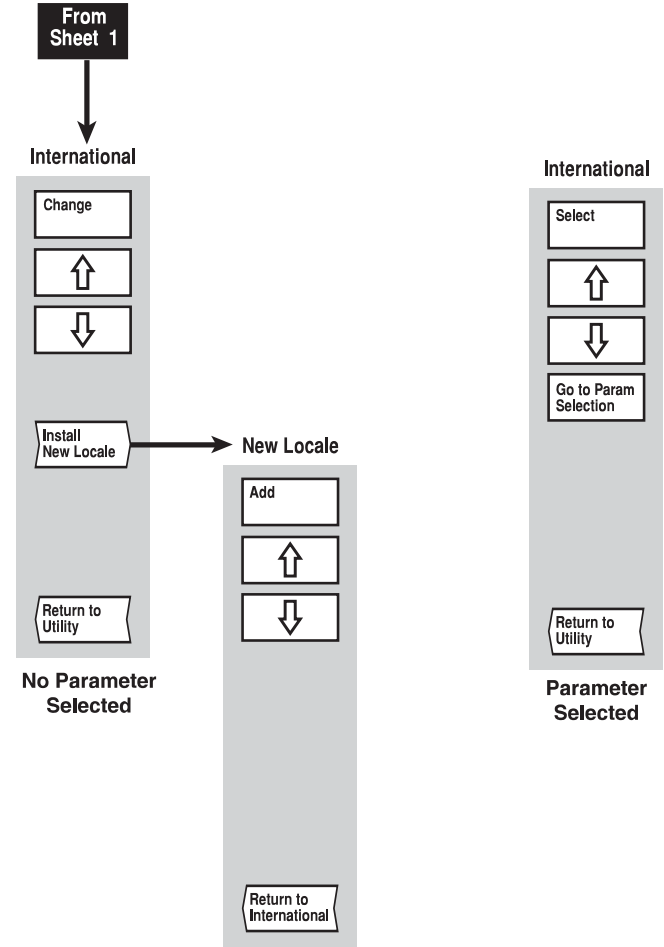 From
Sheet 1
International
Change
Install
New Locale
Return to
Utility
No Parameter
Selected
New Locale
Add
Return to
International
International
Select
Go to Param
Selection
Return to
Utility
Parameter
Selected